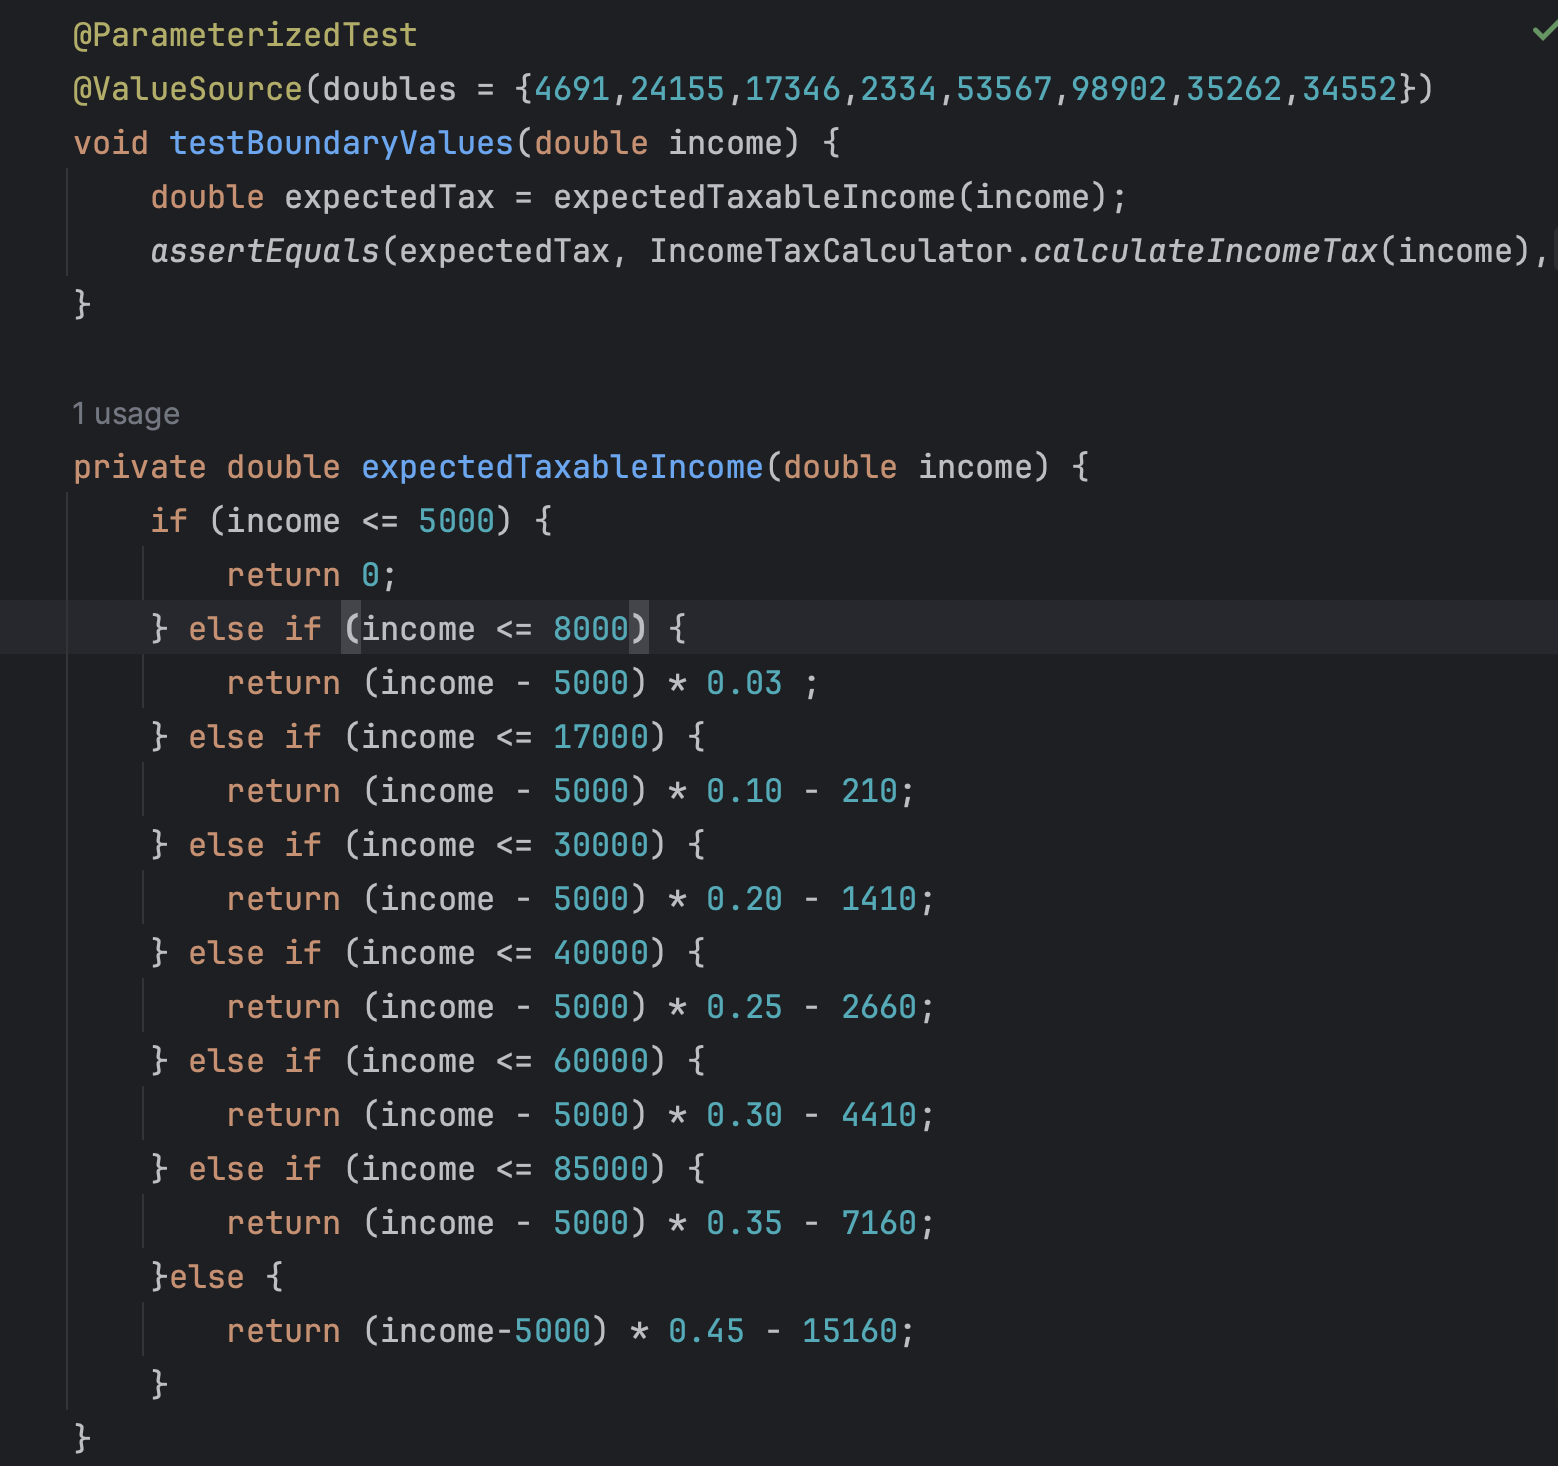 @ParameterizedTest
@ValueSource(doubles = {4691,24155,17346,2334,53567,98902,35262,34552})
void testBoundaryValues(double income) {
    double expectedTax = expectedTaxableIncome(income);
    assertEquals(expectedTax, IncomeTaxCalculator.calculateIncomeTax(income),
}
1 usage
private double expectedTaxableIncome(double income) {
    if (income <= 5000) {
        return 0;
    } else if (income <= 8000) {
        return (income - 5000) * 0.03 ;
    } else if (income <= 17000) {
        return (income - 5000) * 0.10 - 210;
    } else if (income <= 30000) {
        return (income - 5000) * 0.20 - 1410;
    } else if (income <= 40000) {
        return (income - 5000) * 0.25 - 2660;
    } else if (income <= 60000) {
        return (income - 5000) * 0.30 - 4410;
    } else if (income <= 85000) {
        return (income - 5000) * 0.35 - 7160;
    }else {
        return (income-5000) * 0.45 - 15160;
    }
}